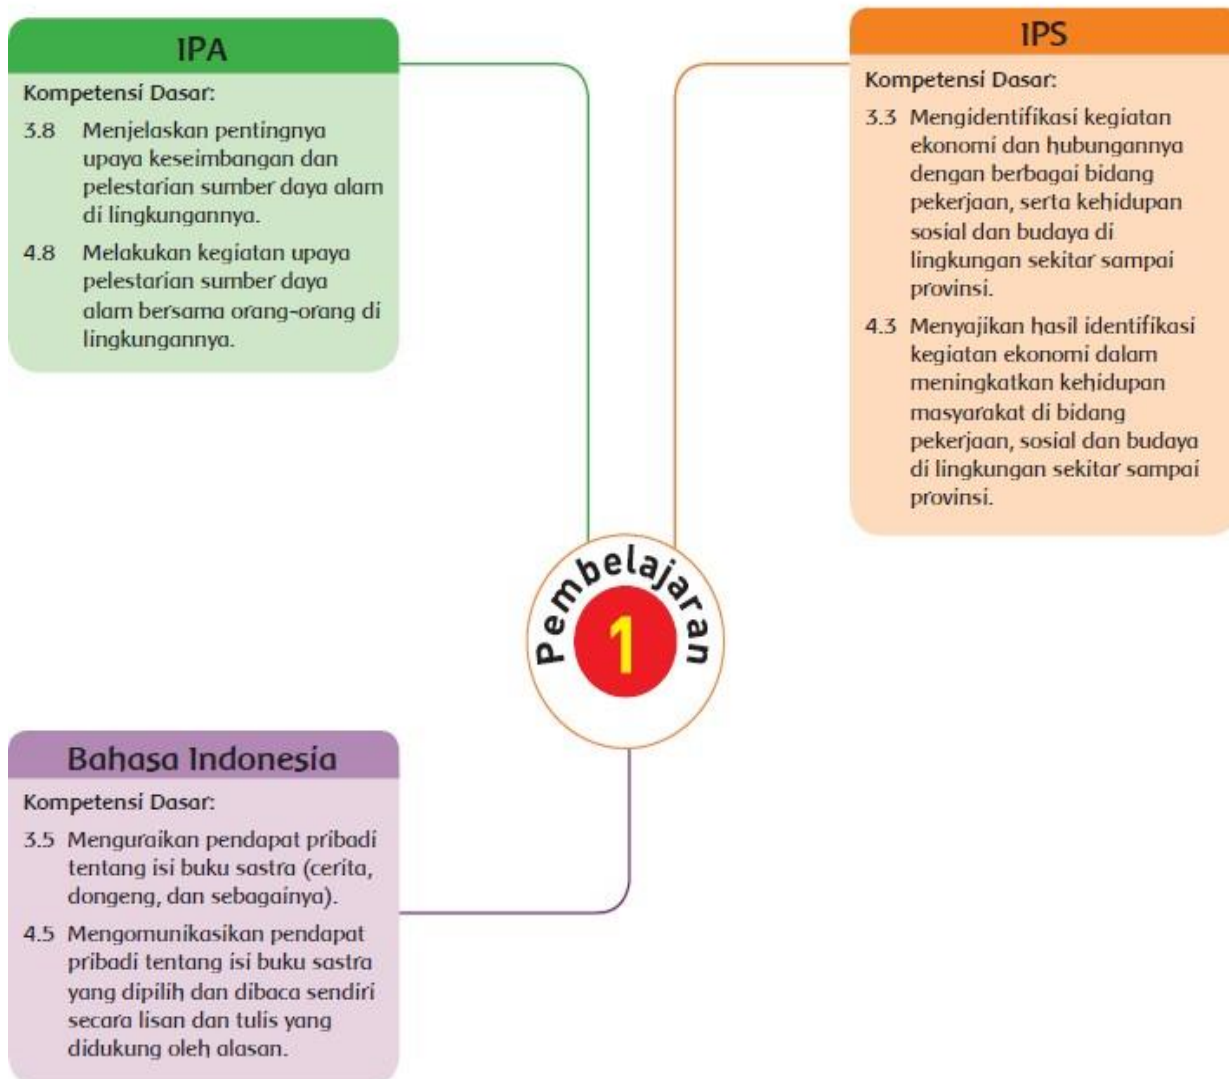 IPA
Kompetensi Dasar:
3.8 Menjelaskan pentingnya
upaya keseimbangan dan
pelestarian sumber daya alam
di lingkungannya.
4.8 Melakukan kegiatan upaya
pelestarian sumber daya
alam bersama orang-orang di
lingkungannya.
IPS
Kompetensi Dasar:
3.3 Mengidentifikasi kegiatan
ekonomi dan hubungannya
dengan berbagai bidang
pekerjaan, serta kehidupan
sosial dan budaya di
lingkungan sekitar sampai
provinsi.
4.3 Menyajikan hasil identifikasi
kegiatan ekonomi dalam
meningkatkan kehidupan
masyarakat di bidang
pekerjaan, sosial dan budaya
di lingkungan sekitar sampai
provinsi.
Pembelajaran
1
Bahasa Indonesia
Kompetensi Dasar:
3.5 Menguraikan pendapat pribadi
tentang isi buku sastra (cerita,
dongeng, dan sebagainya).
4.5 Mengomunikasikan pendapat
pribadi tentang isi buku sastra
yang dipilih dan dibaca sendiri
secara lisan dan tulis yang
didukung oleh alasan.